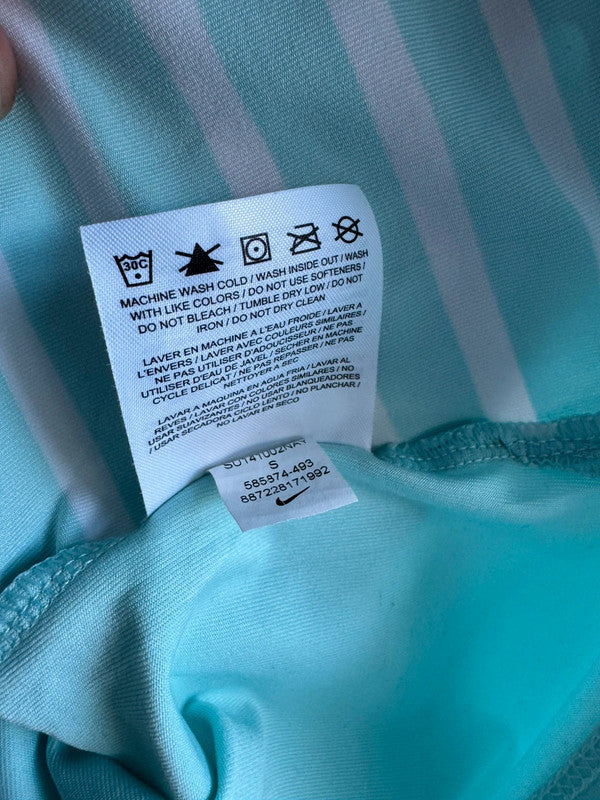 30C
MACHINE WASH COLD / WASH INSIDE OUT / WASH
WITH LIKE COLORS / DO NOT USE SOFTENERS /
DO NOT BLEACH / TUMBLE DRY LOW / DO NOT
IRON / DO NOT DRY CLEAN
LAVER EN MACHINE A L'EAU FROIDE / LAVER A
L'ENVERS / LAVER AVEC COULEURS SIMILAIRES /
NE PAS UTILISER D'ADOUCISSEUR / NE PAS
UTILISER D'EAU DE JAVEL / SECHER EN MACHINE
CYCLE DELICAT / NE PAS REPASSER / NE PAS
NETTOYER A SEC
LAVAR A MAQUINA EN AGUA FRIA / LAVAR AL
REVES / LAVAR CON COLORES SIMILARES / NO
USAR SUAVIZANTES / NO USAR BLANQUEADORES
/ USAR SECADORA CICLO LENTO / NO PLANCHAR /
NO LAVAR EN SECO
S
585874-493
887228171992